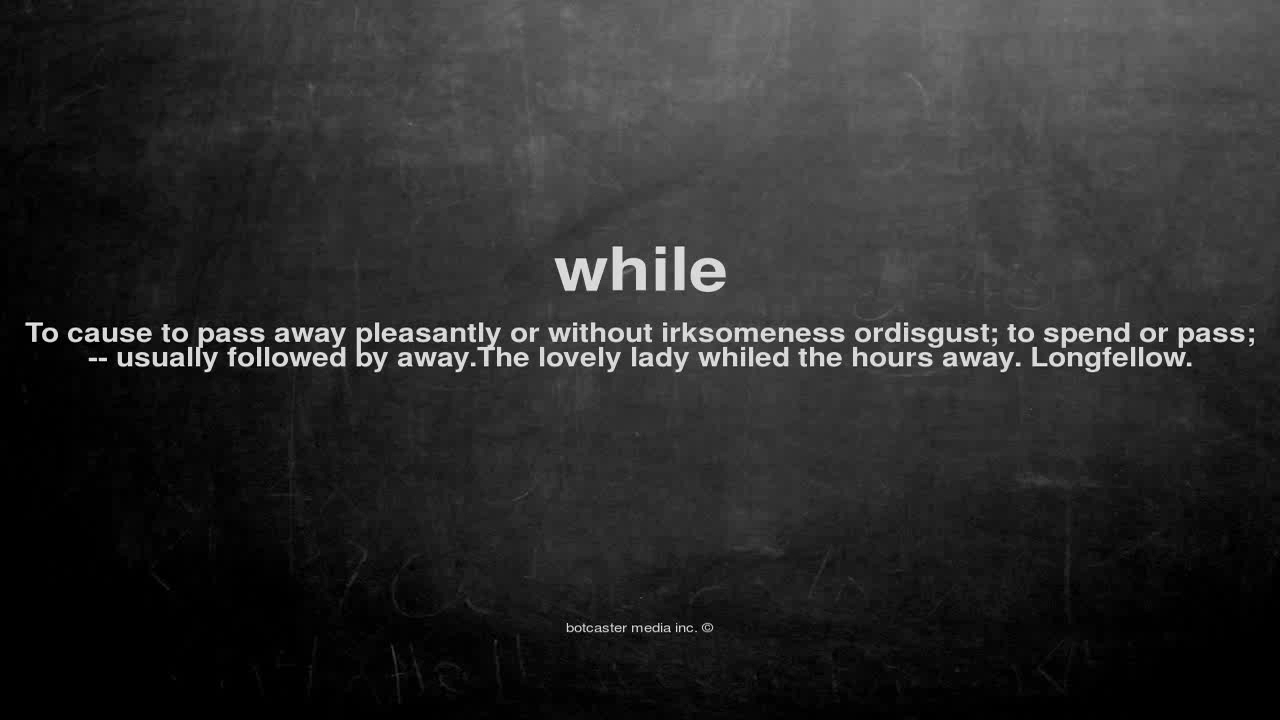 while
To cause to pass away pleasantly or without irksomeness ordisgust; to spend or pass;
-- usually followed by away.The lovely lady whiled the hours away. Longfellow.
botcaster media inc. ©